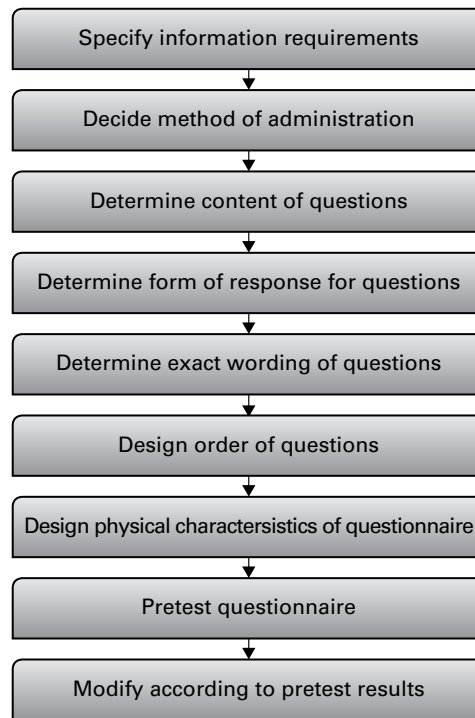 Specify information requirements
Decide method of administration
Determine content of questions
Determine form of response for questions
Determine exact wording of questions
Design order of questions
Design physical charactersistics of questionnaire
Pretest questionnaire
Modify according to pretest results